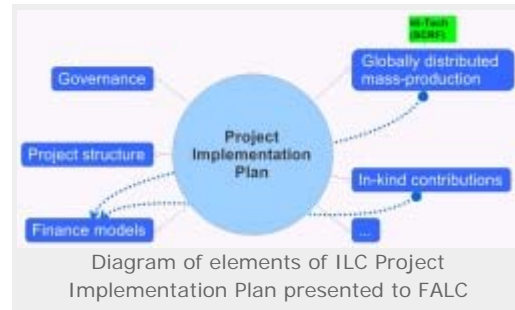 Hi-Tech
(SCRF)
Globally distributed
mass-production
Governance
Project
Implementation
Plan
Project structure
In-kind contributions
Finance models
...
Diagram of elements of ILC Project
Implementation Plan presented to FALC